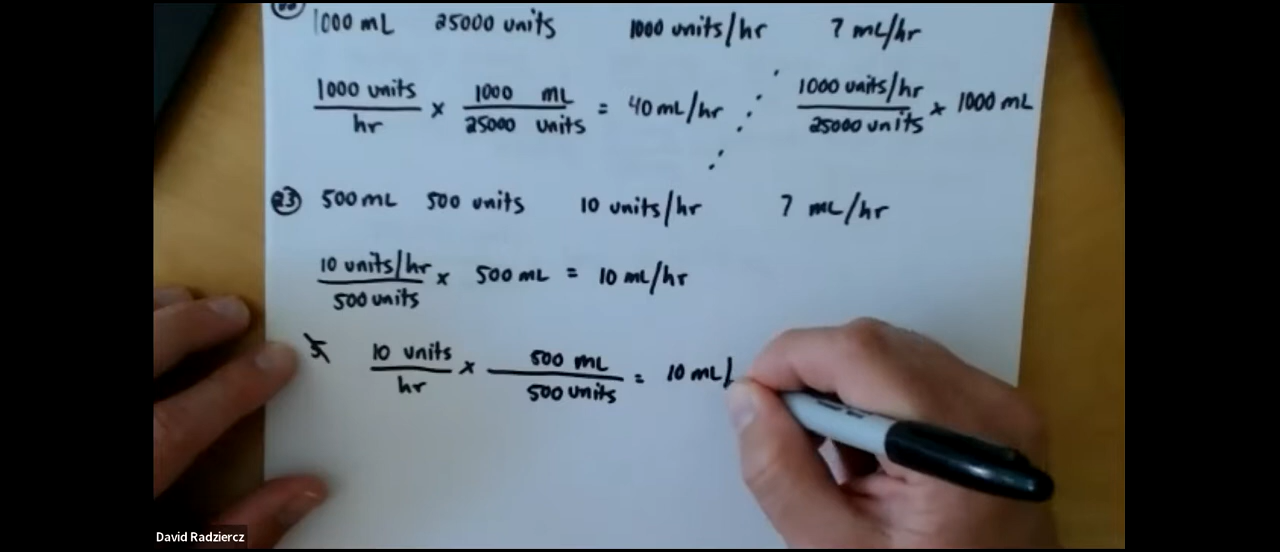 1000 mL 25000 units 1000 units/hr ? mL/hr
1000 units/hr × 1000 mL/25000 units = 40 mL/hr ∴ 1000 units/hr/25000 units × 1000 mL
23 500 mL 500 units 10 units/hr ? mL/hr
10 units/hr/500 units × 500 mL = 10 mL/hr
10 units/hr × 500 mL/500 units = 10 mL/
David Radziercz